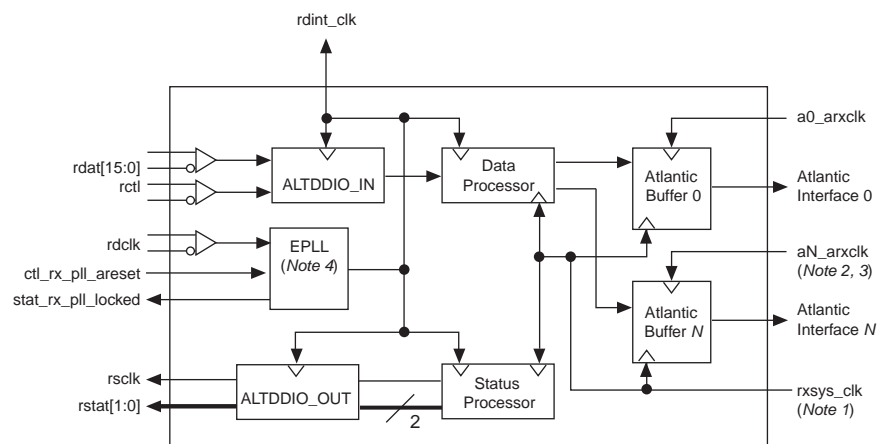 rdint_clk
a0_arxclk
rdat[15:0]
rctl
ALTDDIO_IN
Data
Processor
Atlantic
Buffer 0
Atlantic
Interface 0
rdclk
EPLL
(Note 4)
ctl_rx_pll_areset
stat_rx_pll_locked
aN_arxclk
(Note 2, 3)
Atlantic
Buffer N
Atlantic
Interface N
rsclk
rstat[1:0]
ALTDDIO_OUT
2
Status
Processor
rxsys_clk
(Note 1)